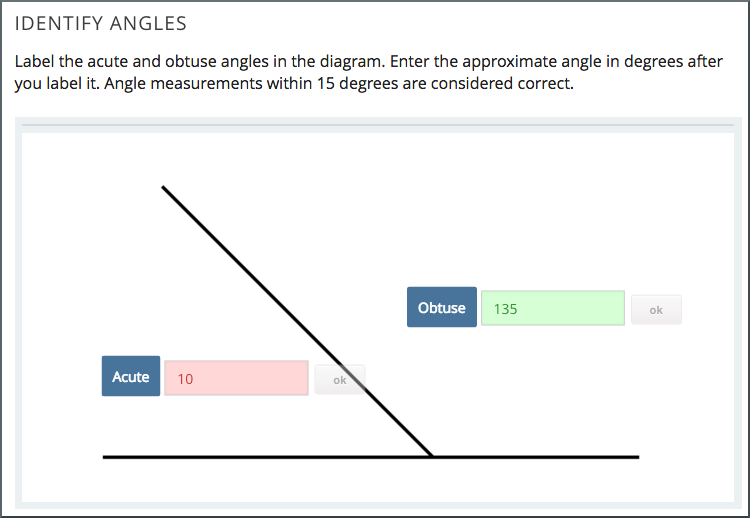 IDENTIFY ANGLES
Label the acute and obtuse angles in the diagram. Enter the approximate angle in degrees after
you label it. Angle measurements within 15 degrees are considered correct.
Obtuse 135 ok
Acute 10 ok